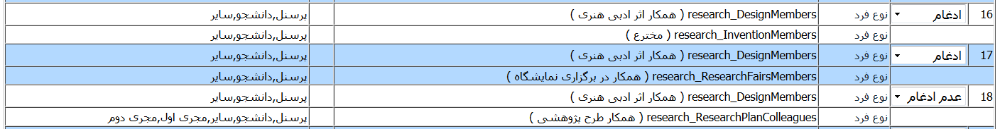 16 ادغام نوع فرد research_DesignMembers ( همکار اثر ادبی هنری ) پرسنل,دانشجو,سایر
نوع فرد research_InventionMembers ( مخترع ) پرسنل,دانشجو,سایر
17 ادغام نوع فرد research_DesignMembers ( همکار اثر ادبی هنری ) پرسنل,دانشجو,سایر
نوع فرد research_ResearchFairsMembers ( همکار در برگزاری نمایشگاه ) پرسنل,دانشجو,سایر
18 عدم ادغام نوع فرد research_DesignMembers ( همکار اثر ادبی هنری ) پرسنل,دانشجو,سایر
نوع فرد research_ResearchPlanColleagues ( همکار طرح پژوهشی ) پرسنل,دانشجو,سایر,مجری اول,مجری دوم